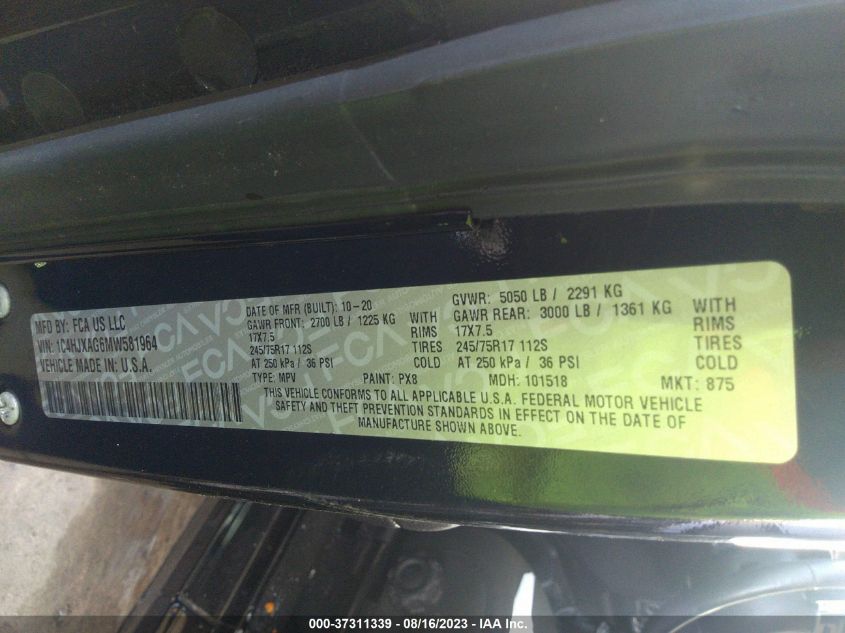 MFD BY: FCA US LLC
VIN: 1C4HJXAG6MW581964
VEHICLE MADE IN: U.S.A.
DATE OF MFR (BUILT): 10-20
GAWR FRONT: 2700 LB / 1225 KG WITH
17X7.5 RIMS
245/75R17 112S TIRES
AT 250 kPa / 36 PSI COLD
GVWR: 5050 LB / 2291 KG
GAWR REAR: 3000 LB / 1361 KG WITH
17X7.5 RIMS
245/75R17 112S TIRES
AT 250 kPa / 36 PSI COLD
TYPE: MPV PAINT: PX8 MDH: 101518 MKT: 875
THIS VEHICLE CONFORMS TO ALL APPLICABLE U.S.A. FEDERAL MOTOR VEHICLE
SAFETY AND THEFT PREVENTION STANDARDS IN EFFECT ON THE DATE OF
MANUFACTURE SHOWN ABOVE.
000-37311339 - 08/16/2023 - 1C4HJXAG6MW581964